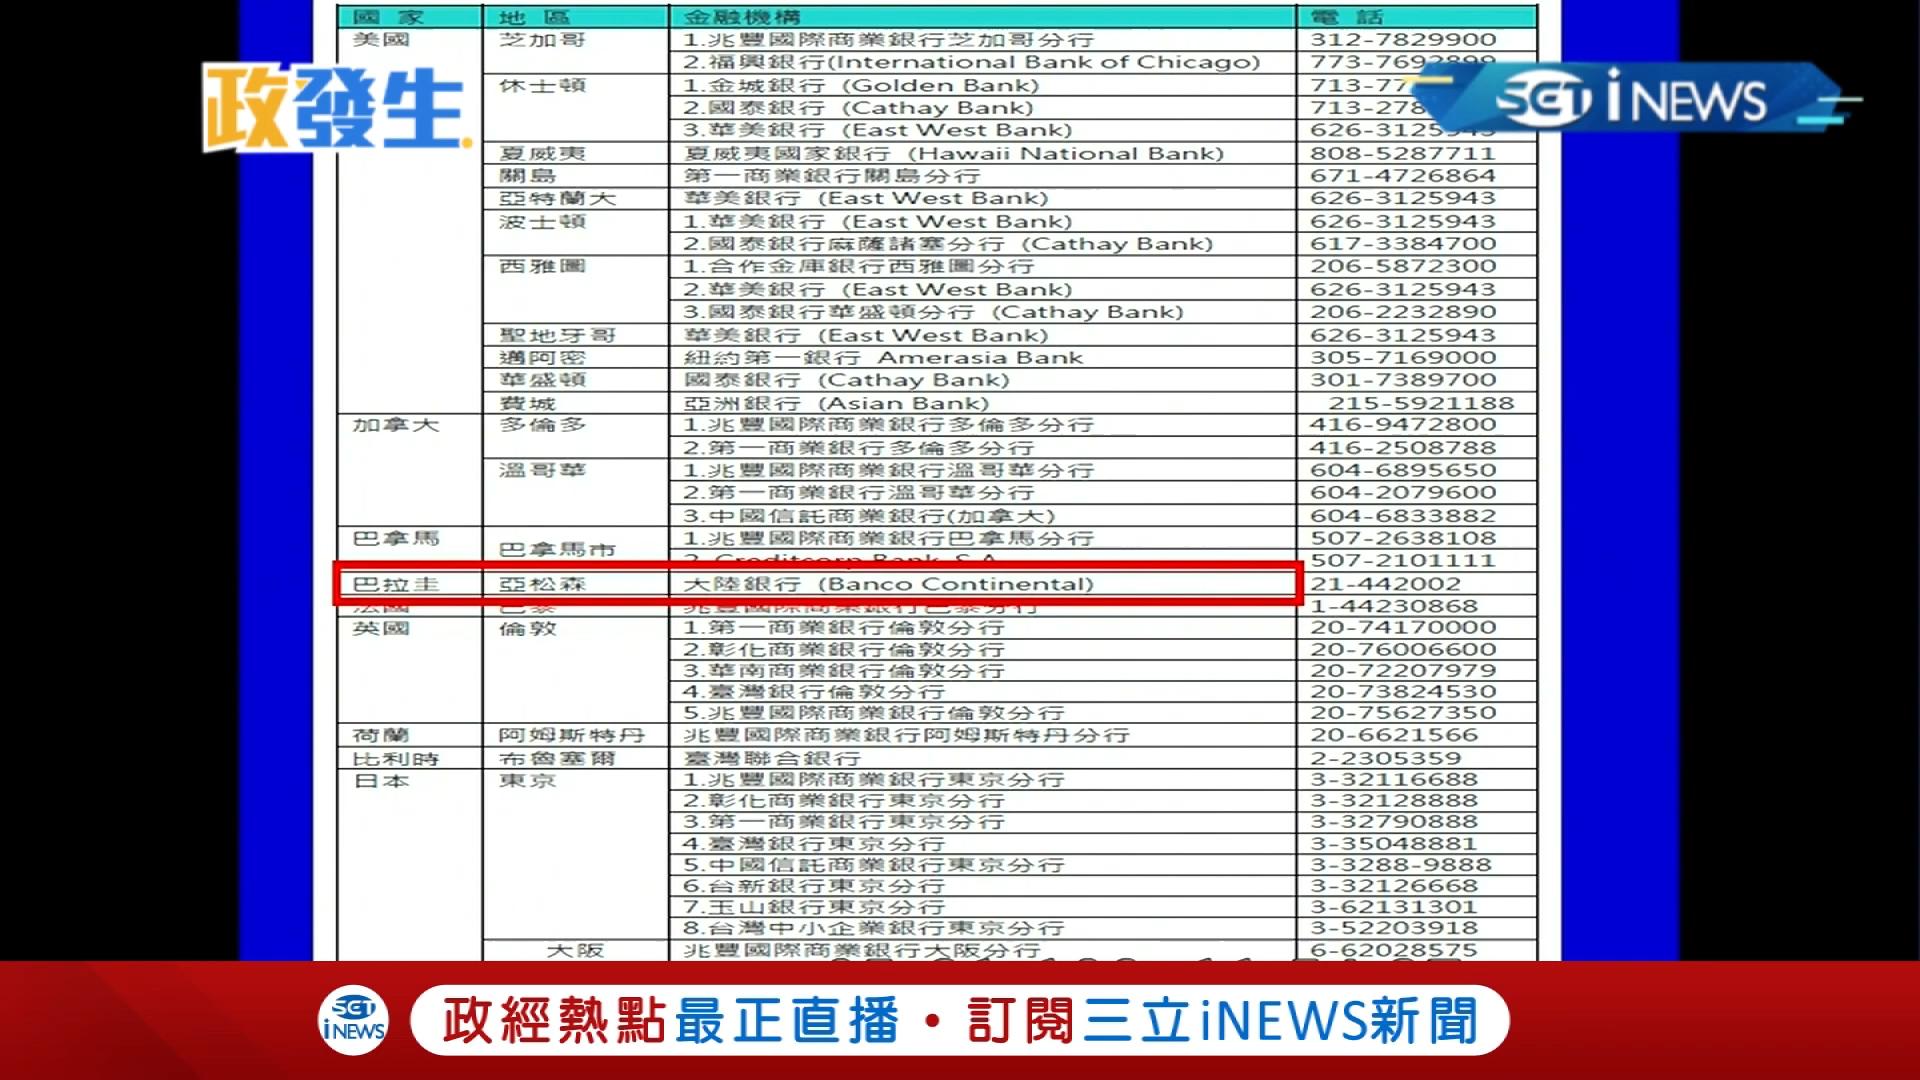 國 家 地 區 金融機構 電 話
美國 芝加哥 1.兆豐國際商業銀行芝加哥分行 312-7829900
2.福興銀行(International Bank of Chicago) 773-7692899
休士頓 1.金城銀行 (Golden Bank) 713-77
2.國泰銀行 (Cathay Bank) 713-278
3.華美銀行 (East West Bank) 626-3125943
夏威夷 夏威夷國家銀行 (Hawaii National Bank) 808-5287711
關島 第一商業銀行關島分行 671-4726864
亞特蘭大 華美銀行 (East West Bank) 626-3125943
波士頓 1.華美銀行 (East West Bank) 626-3125943
2.國泰銀行麻薩諸塞分行 (Cathay Bank) 617-3384700
西雅圖 1.合作金庫銀行西雅圖分行 206-5872300
2.華美銀行 (East West Bank) 626-3125943
3.國泰銀行華盛頓分行 (Cathay Bank) 206-2232890
聖地牙哥 華美銀行 (East West Bank) 626-3125943
邁阿密 紐約第一銀行 Amerasia Bank 305-7169000
華盛頓 國泰銀行 (Cathay Bank) 301-7389700
費城 亞洲銀行 (Asian Bank) 215-5921188
加拿大 多倫多 1.兆豐國際商業銀行多倫多分行 416-9472800
2.第一商業銀行多倫多分行 416-2508788
溫哥華 1.兆豐國際商業銀行溫哥華分行 604-6895650
2.第一商業銀行溫哥華分行 604-2079600
3.中國信託商業銀行(加拿大) 604-6833882
巴拿馬 巴拿馬市 1.兆豐國際商業銀行巴拿馬分行 507-2638108
2. Creditcorp Bank, S.A. 507-2101111
巴拉圭 亞松森 大陸銀行 (Banco Continental) 21-442002
法國 巴黎 兆豐國際商業銀行巴黎分行 1-44230868
英國 倫敦 1.第一商業銀行倫敦分行 20-74170000
2.彰化商業銀行倫敦分行 20-76006600
3.華南商業銀行倫敦分行 20-72207979
4.臺灣銀行倫敦分行 20-73824530
5.兆豐國際商業銀行倫敦分行 20-75627350
荷蘭 阿姆斯特丹 兆豐國際商業銀行阿姆斯特丹分行 20-6621566
比利時 布魯塞爾 臺灣聯合銀行 2-2305359
日本 東京 1.兆豐國際商業銀行東京分行 3-32116688
2.彰化商業銀行東京分行 3-32128888
3.第一商業銀行東京分行 3-32790888
4.臺灣銀行東京分行 3-35048881
5.中國信託商業銀行東京分行 3-3288-9888
6.台新銀行東京分行 3-32126668
7.玉山銀行東京分行 3-62131301
8.台灣中小企業銀行東京分行 3-52203918
大阪 兆豐國際商業銀行大阪分行 6-62028575
政發生.
SET iNEWS
SET iNEWS
政經熱點最正直播・訂閱三立iNEWS新聞